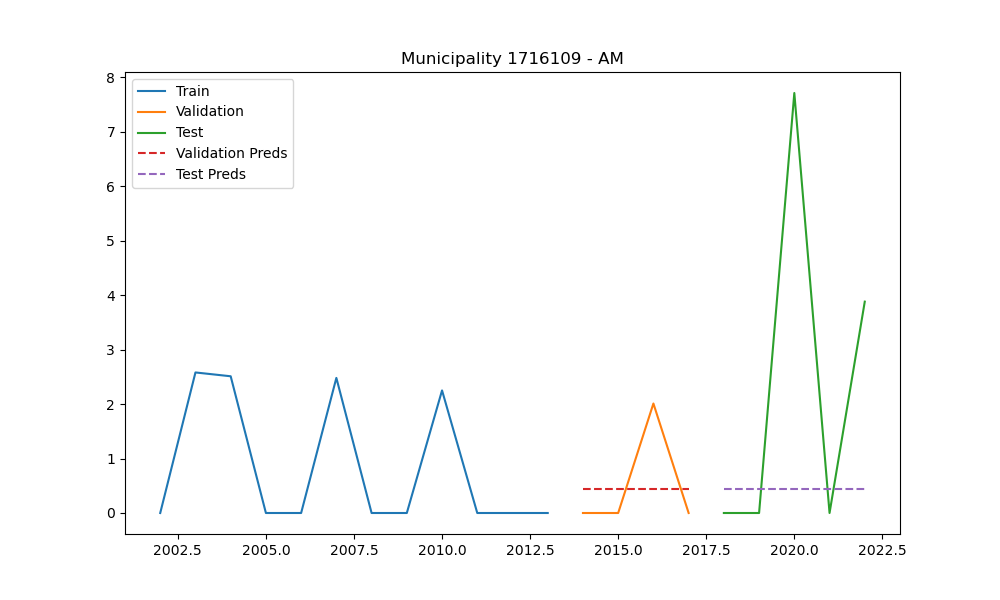 Municipality 1716109 - AM
Train
Validation
Test
Validation Preds
Test Preds
8
7
6
5
4
3
2
1
0
2002.5 2005.0 2007.5 2010.0 2012.5 2015.0 2017.5 2020.0 2022.5